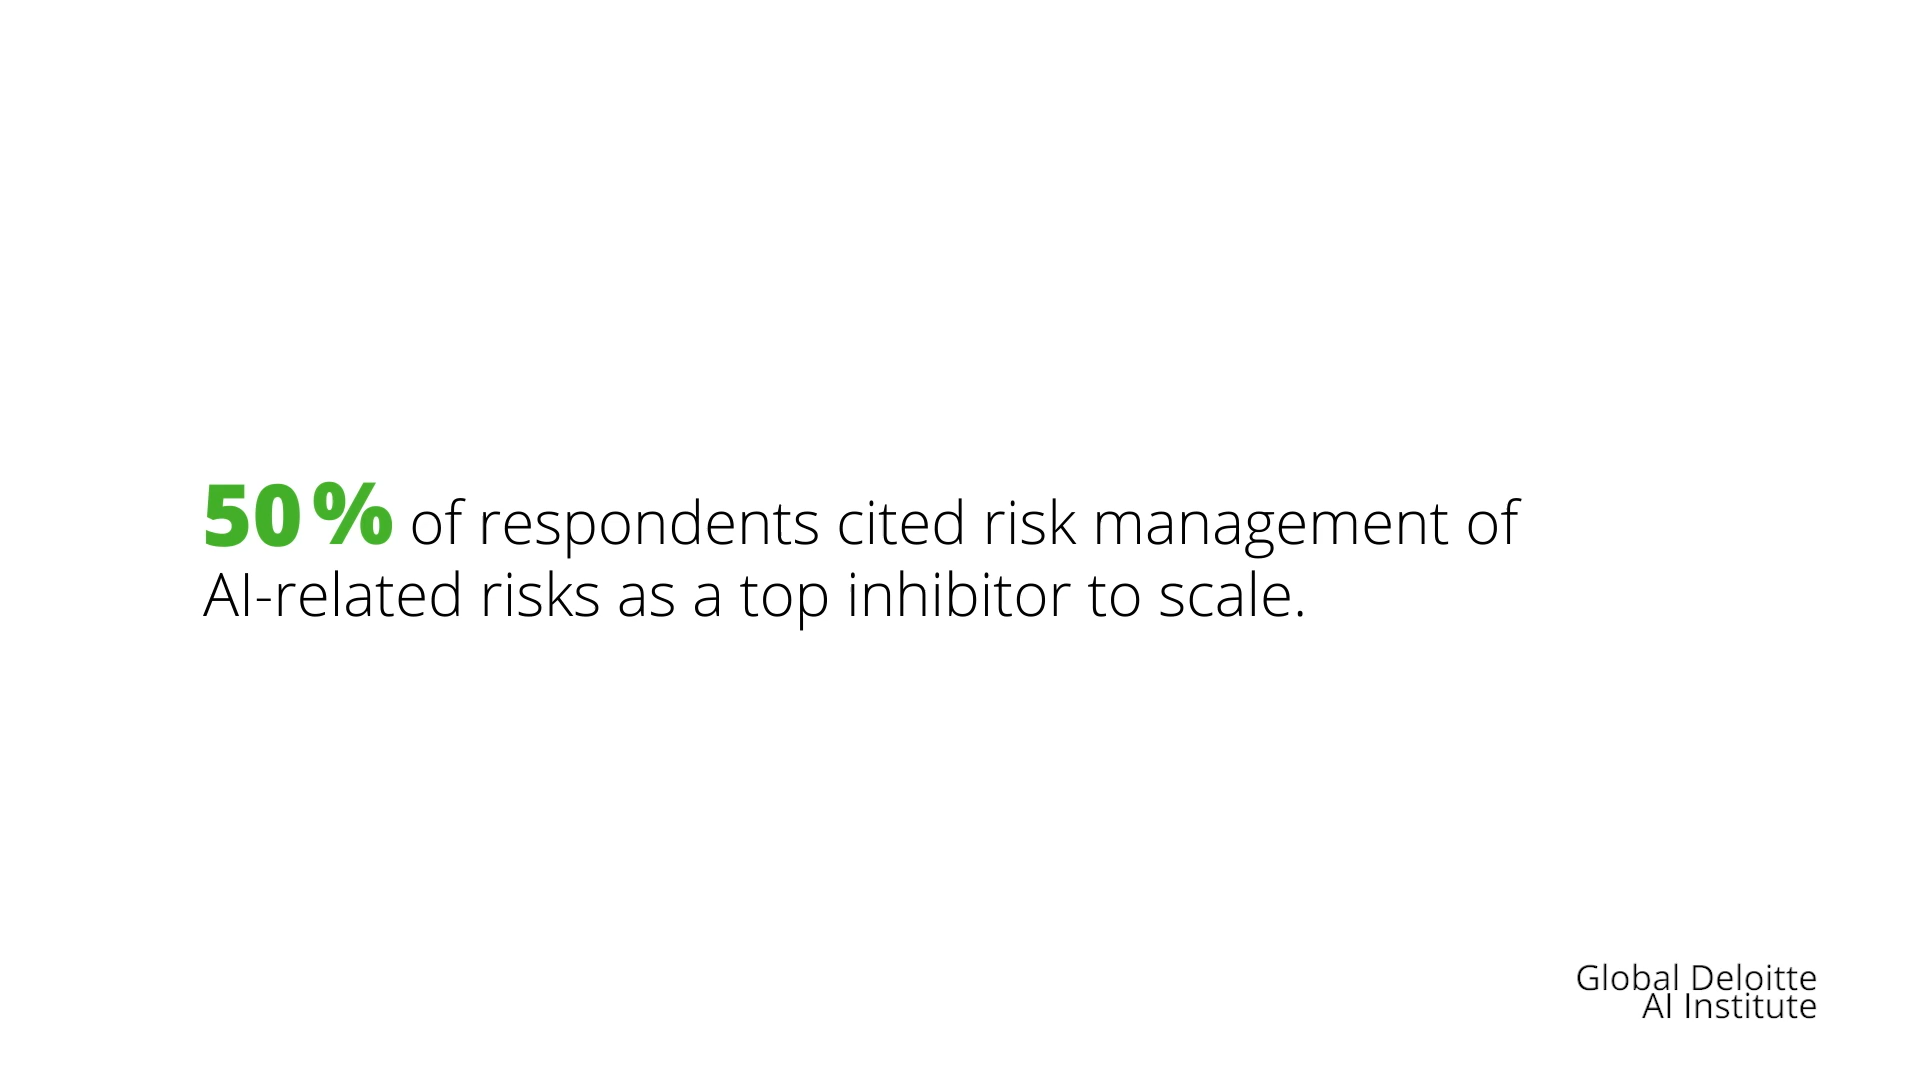 50% of respondents cited risk management of
AI-related risks as a top inhibitor to scale.
Global Deloitte
AI Institute